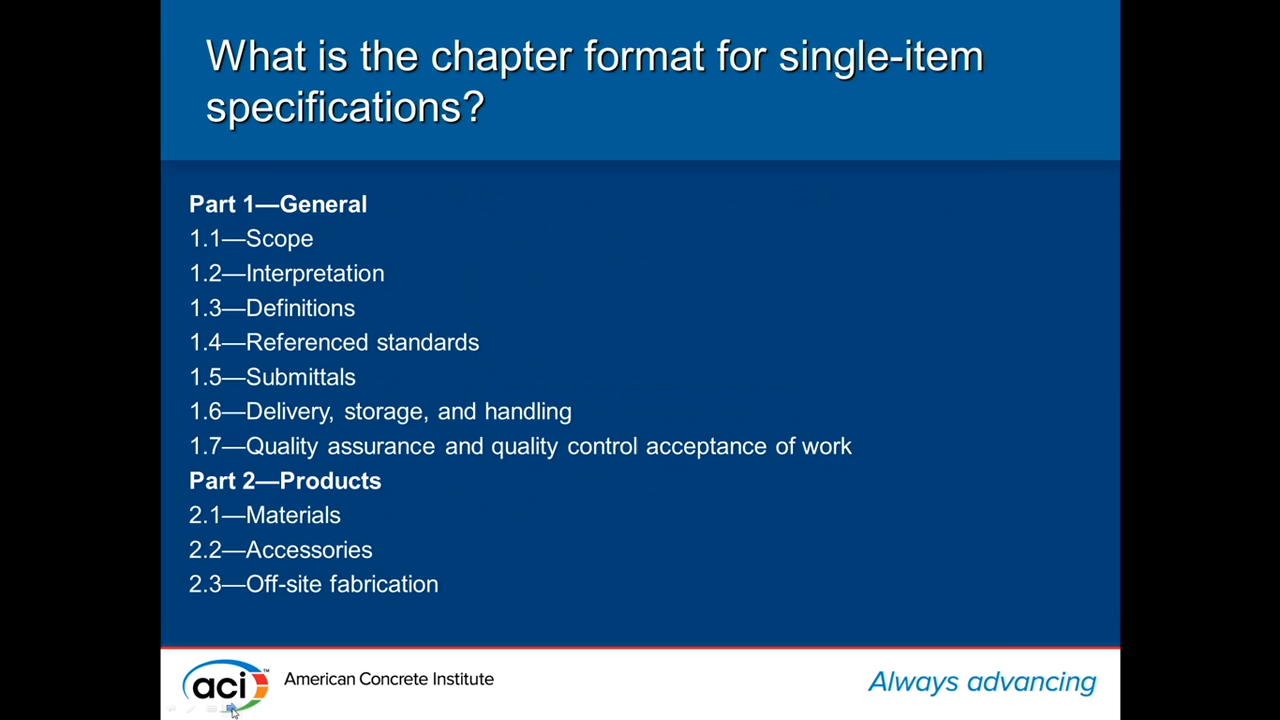 What is the chapter format for single-item
specifications?
Part 1—General
1.1—Scope
1.2—Interpretation
1.3—Definitions
1.4—Referenced standards
1.5—Submittals
1.6—Delivery, storage, and handling
1.7—Quality assurance and quality control acceptance of work
Part 2—Products
2.1—Materials
2.2—Accessories
2.3—Off-site fabrication
aci™ American Concrete Institute
Always advancing